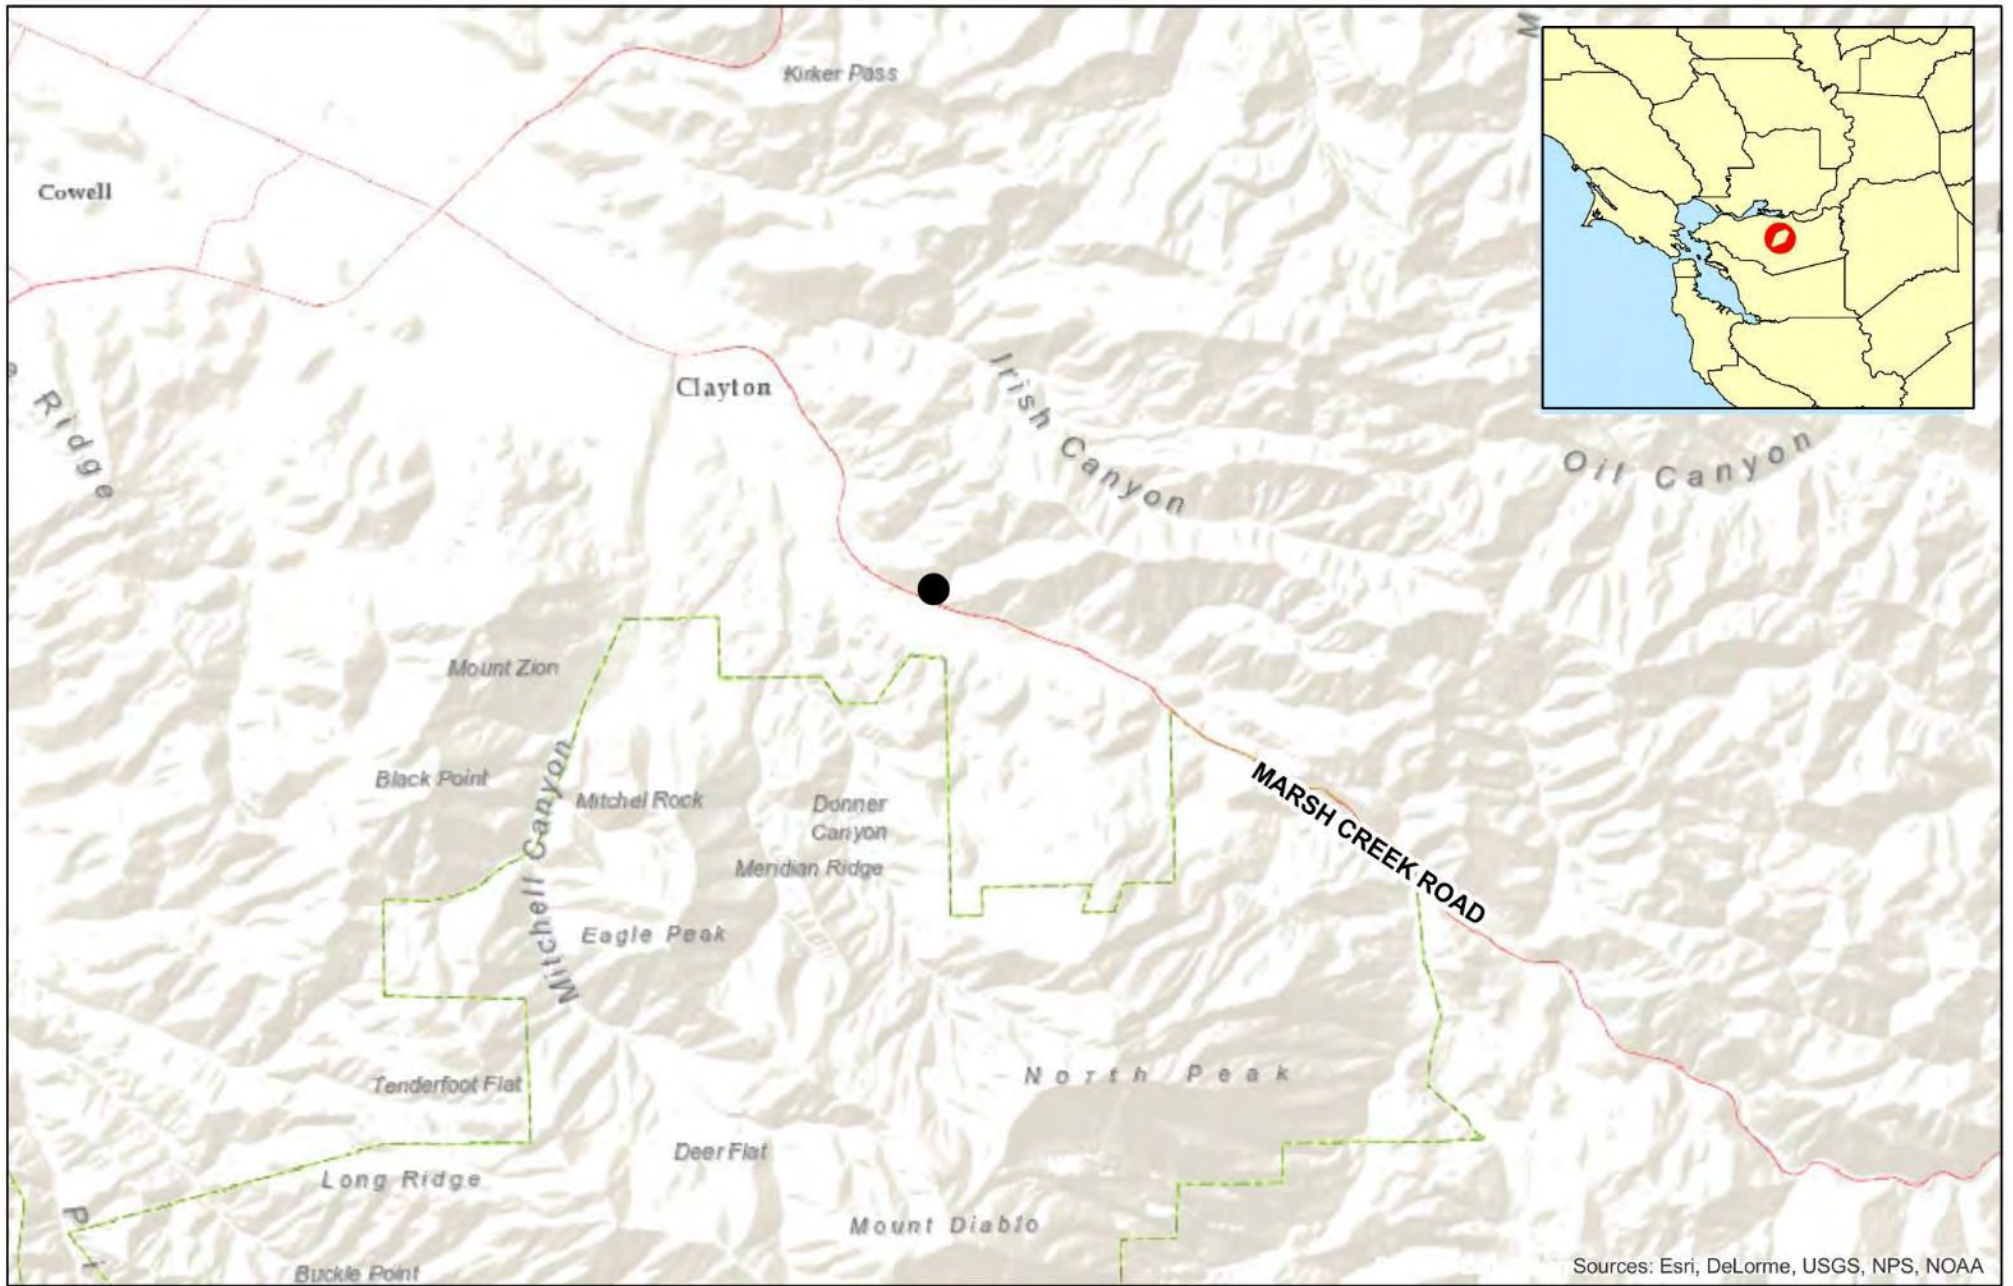 Kirker Pass
M
Cowell
Clayton
Irish Canyon
Oil Canyon
e Ridge
Mount Zion
Black Point
Mitchell Canyon
Mitchel Rock
Donner
Canyon
Meridian Ridge
MARSH CREEK ROAD
Eagle Peak
North Peak
Tenderfoot Flat
Deer Flat
Long Ridge
Mount Diablo
P i
Buckle Point
Sources: Esri, DeLorme, USGS, NPS, NOAA